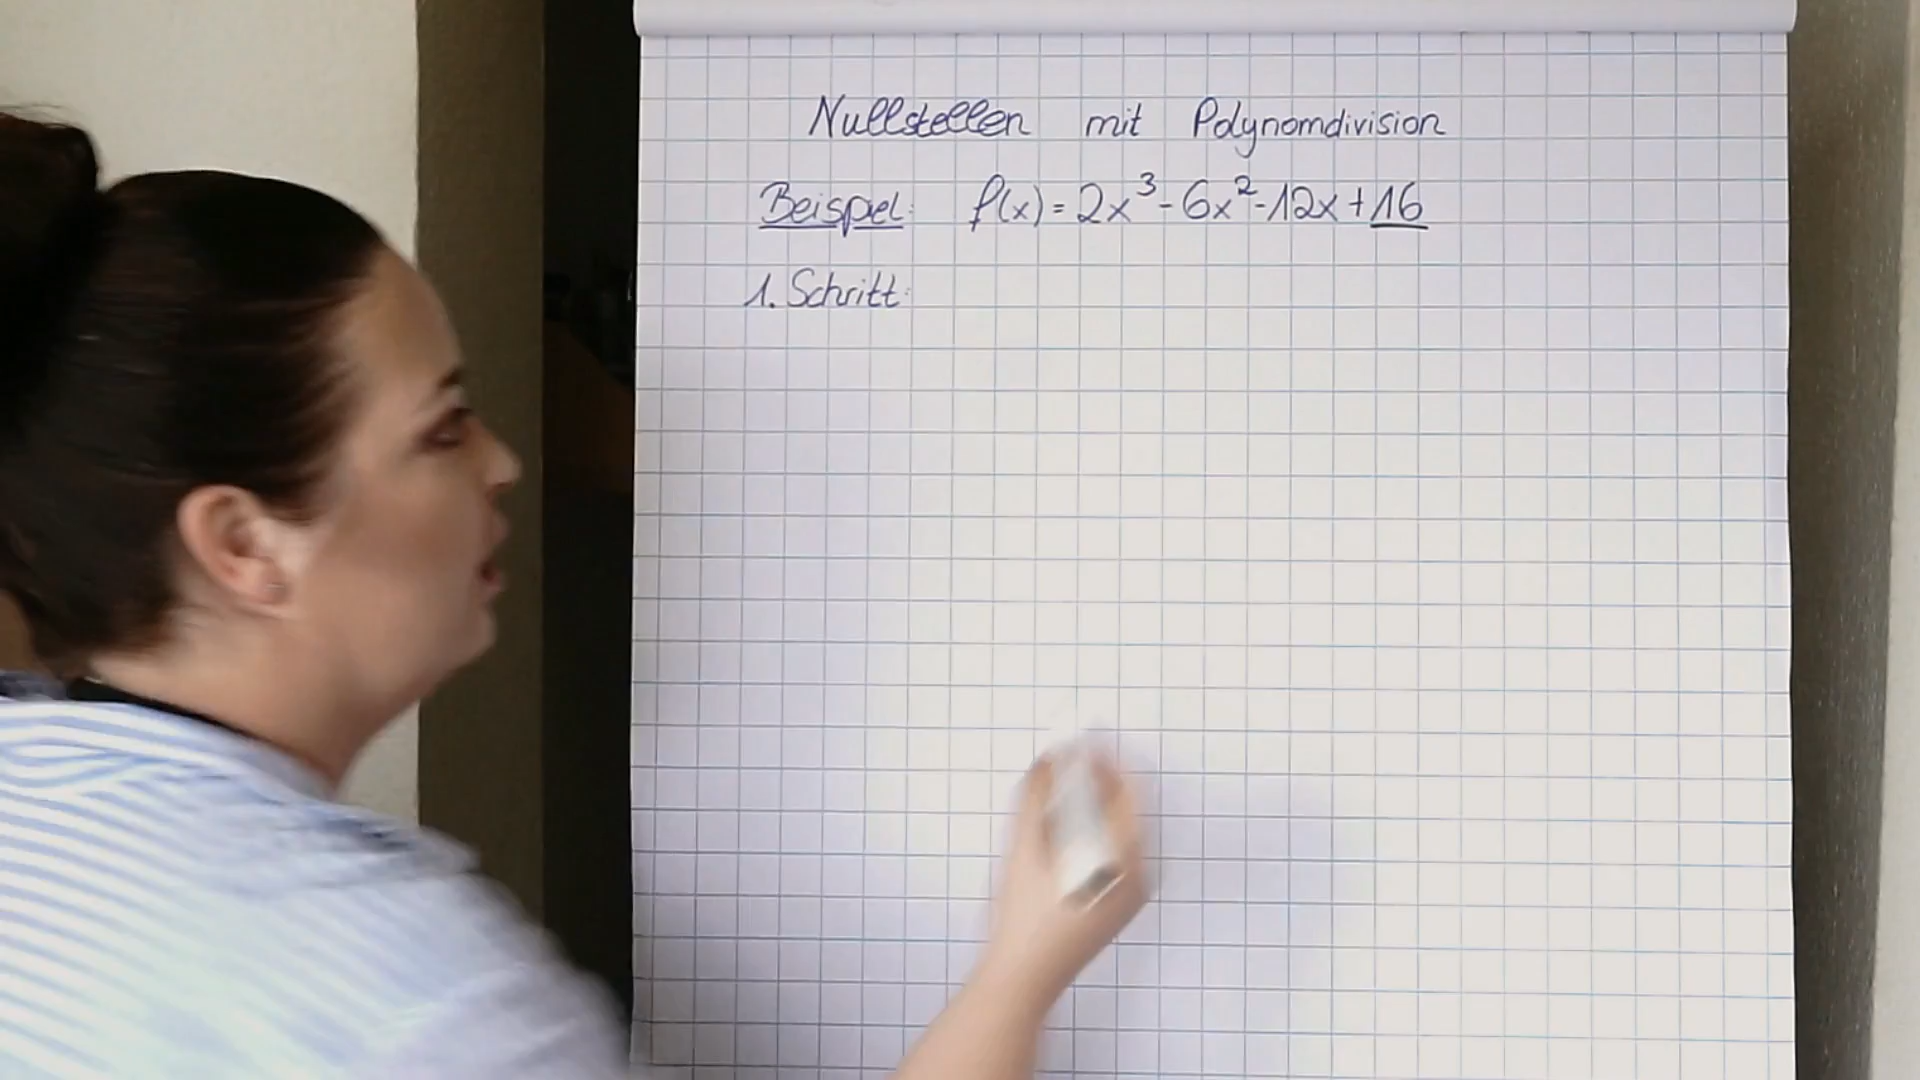 Nullstellen mit Polynomdivision
Beispiel: f(x) = 2x³ - 6x² - 12x + 16
1. Schritt: